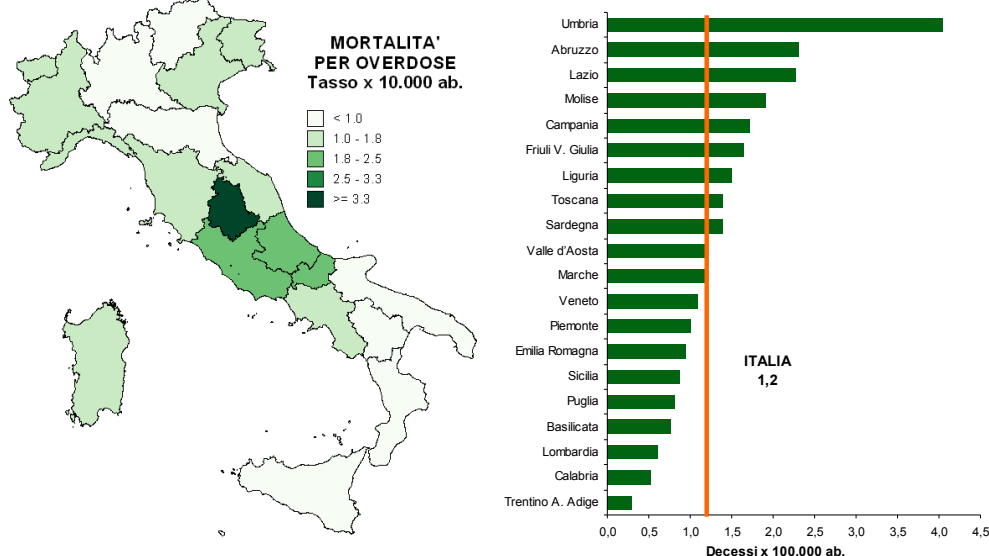 MORTALITA'
PER OVERDOSE
Tasso x 10.000 ab.
< 1.0
1.0 - 1.8
1.8 - 2.5
2.5 - 3.3
>= 3.3
Umbria
Abruzzo
Lazio
Molise
Campania
Friuli V. Giulia
Liguria
Toscana
Sardegna
Valle d'Aosta
Marche
Veneto
Piemonte
Emilia Romagna
Sicilia
Puglia
Basilicata
Lombardia
Calabria
Trentino A. Adige
ITALIA
1,2
0,0 0,5 1,0 1,5 2,0 2,5 3,0 3,5 4,0 4,5
Decessi x 100.000 ab.